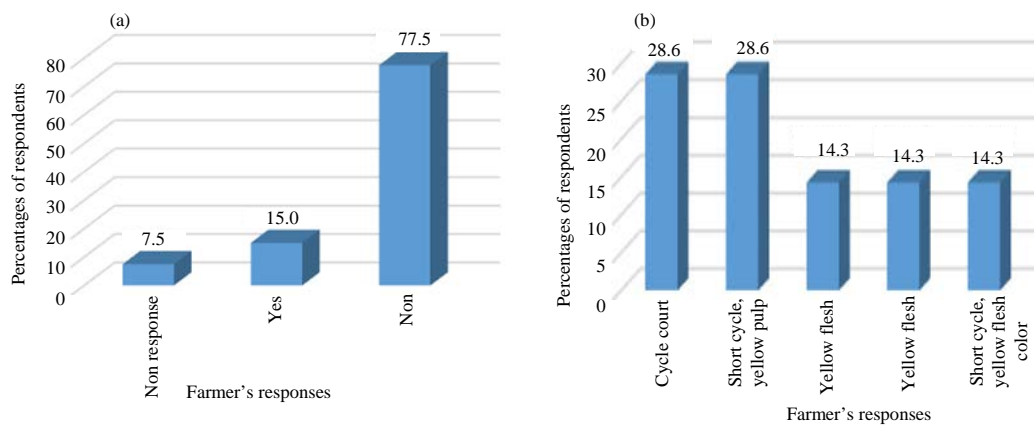 (a)
Percentages of respondents
80
70
60
50
40
30
20
10
0
7.5
15.0
77.5
Non response
Yes
Non
Farmer's responses
(b)
Percentages of respondents
30
25
20
15
10
5
0
28.6
28.6
14.3
14.3
14.3
Cycle court
Short cycle,
yellow pulp
Yellow flesh
Yellow flesh
Short cycle,
yellow flesh
color
Farmer's responses